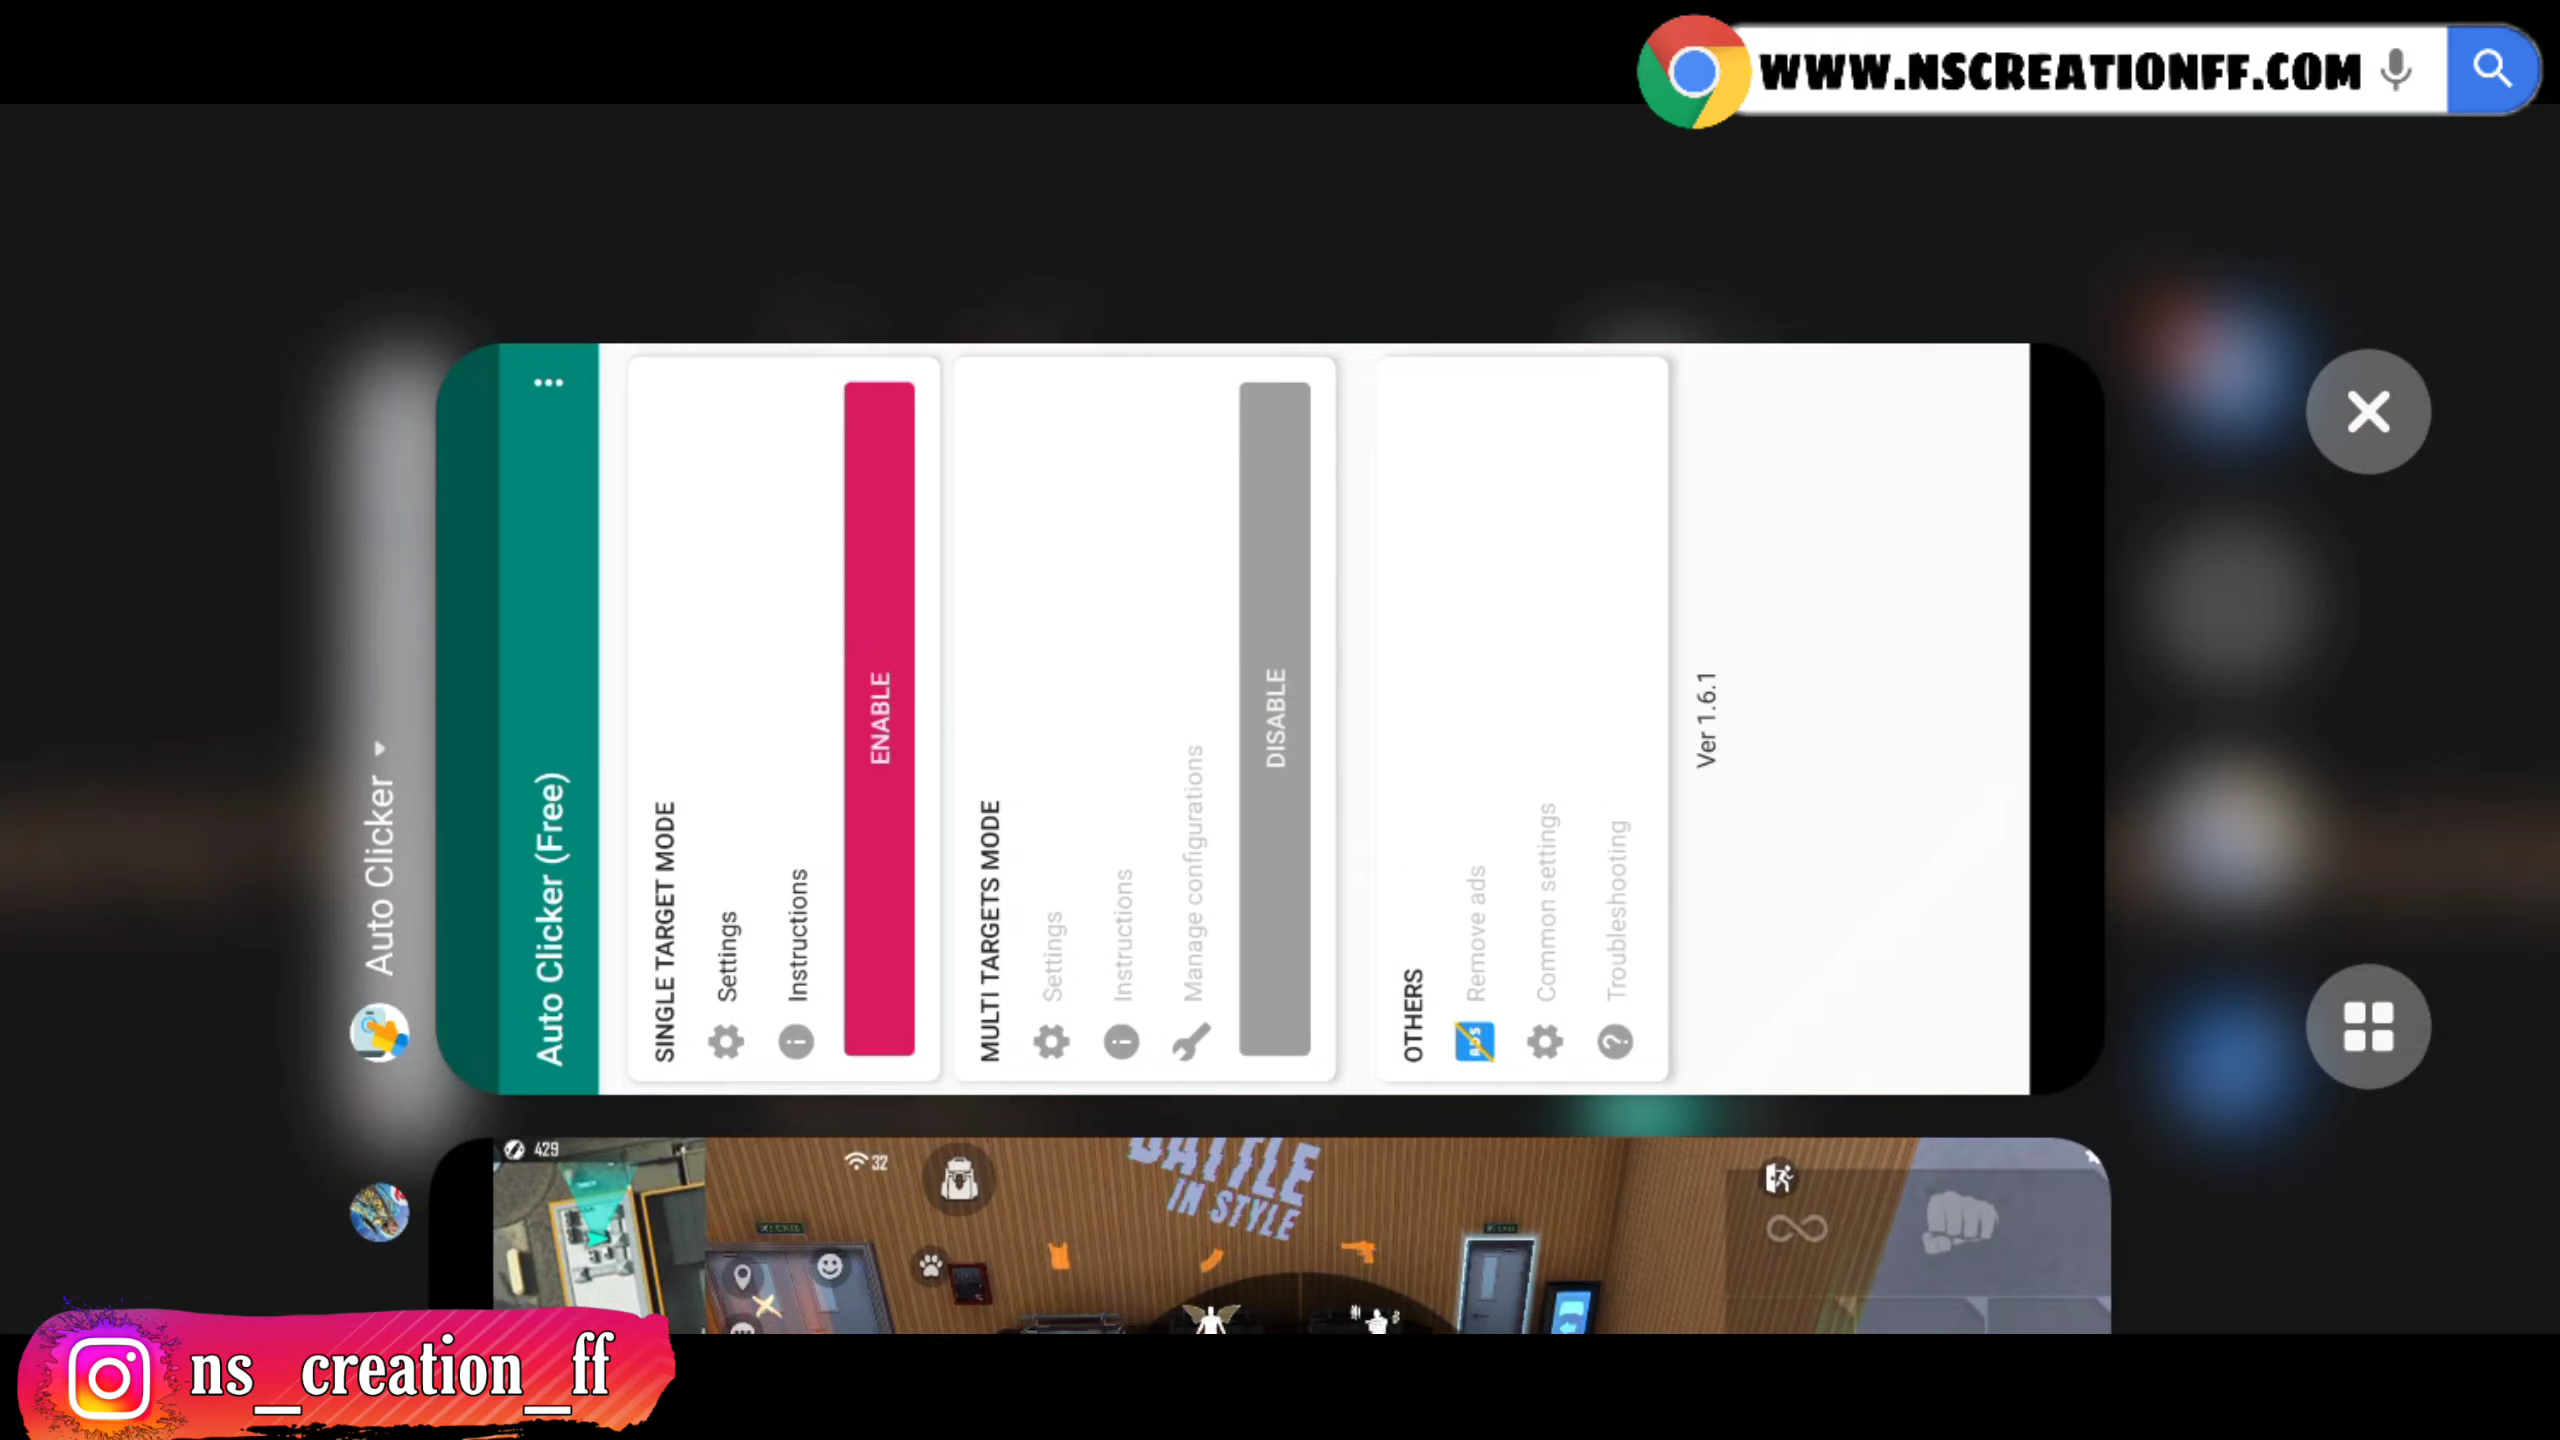 WWW.NSCREATIONFF.COM
Auto Clicker
Auto Clicker (Free)
SINGLE TARGET MODE
Settings
Instructions
ENABLE
MULTI TARGETS MODE
Settings
Instructions
Manage configurations
DISABLE
OTHERS
ADS
Remove ads
Common settings
Troubleshooting
Ver 1.6.1
429
32
BATTLE
IN STYLE
ns_creation_ff